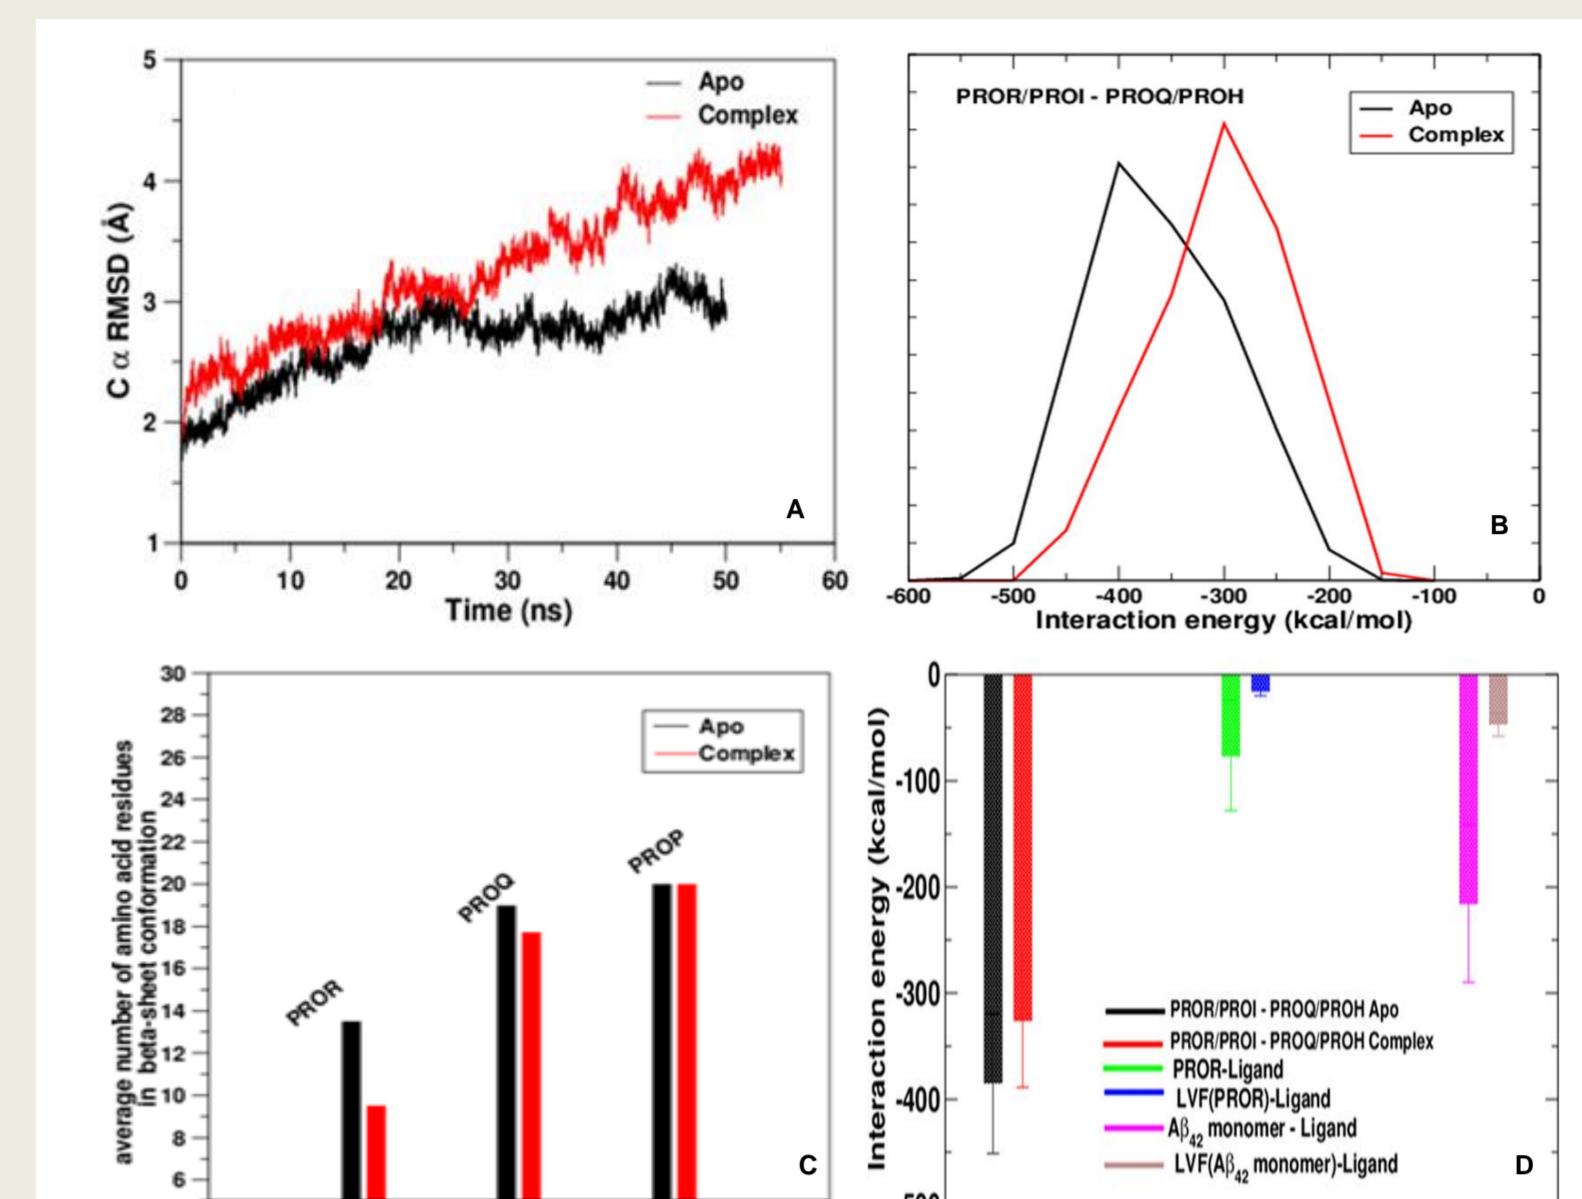 5
4
3
2
1
C α RMSD (Å)
Apo
Complex
A
0 10 20 30 40 50 60
Time (ns)
PROR/PROI - PROQ/PROH
Apo
Complex
B
-600 -500 -400 -300 -200 -100 0
Interaction energy (kcal/mol)
30
28
26
24
22
20
18
16
14
12
10
8
6
average number of amino acid residues
in beta-sheet conformation
Apo
Complex
PROR
PROQ
PROP
C
0
-100
-200
-300
-400
-500
Interaction energy (kcal/mol)
PROR/PROI - PROQ/PROH Apo
PROR/PROI - PROQ/PROH Complex
PROR-Ligand
LVF(PROR)-Ligand
Aβ42 monomer - Ligand
LVF(Aβ42 monomer)-Ligand
D